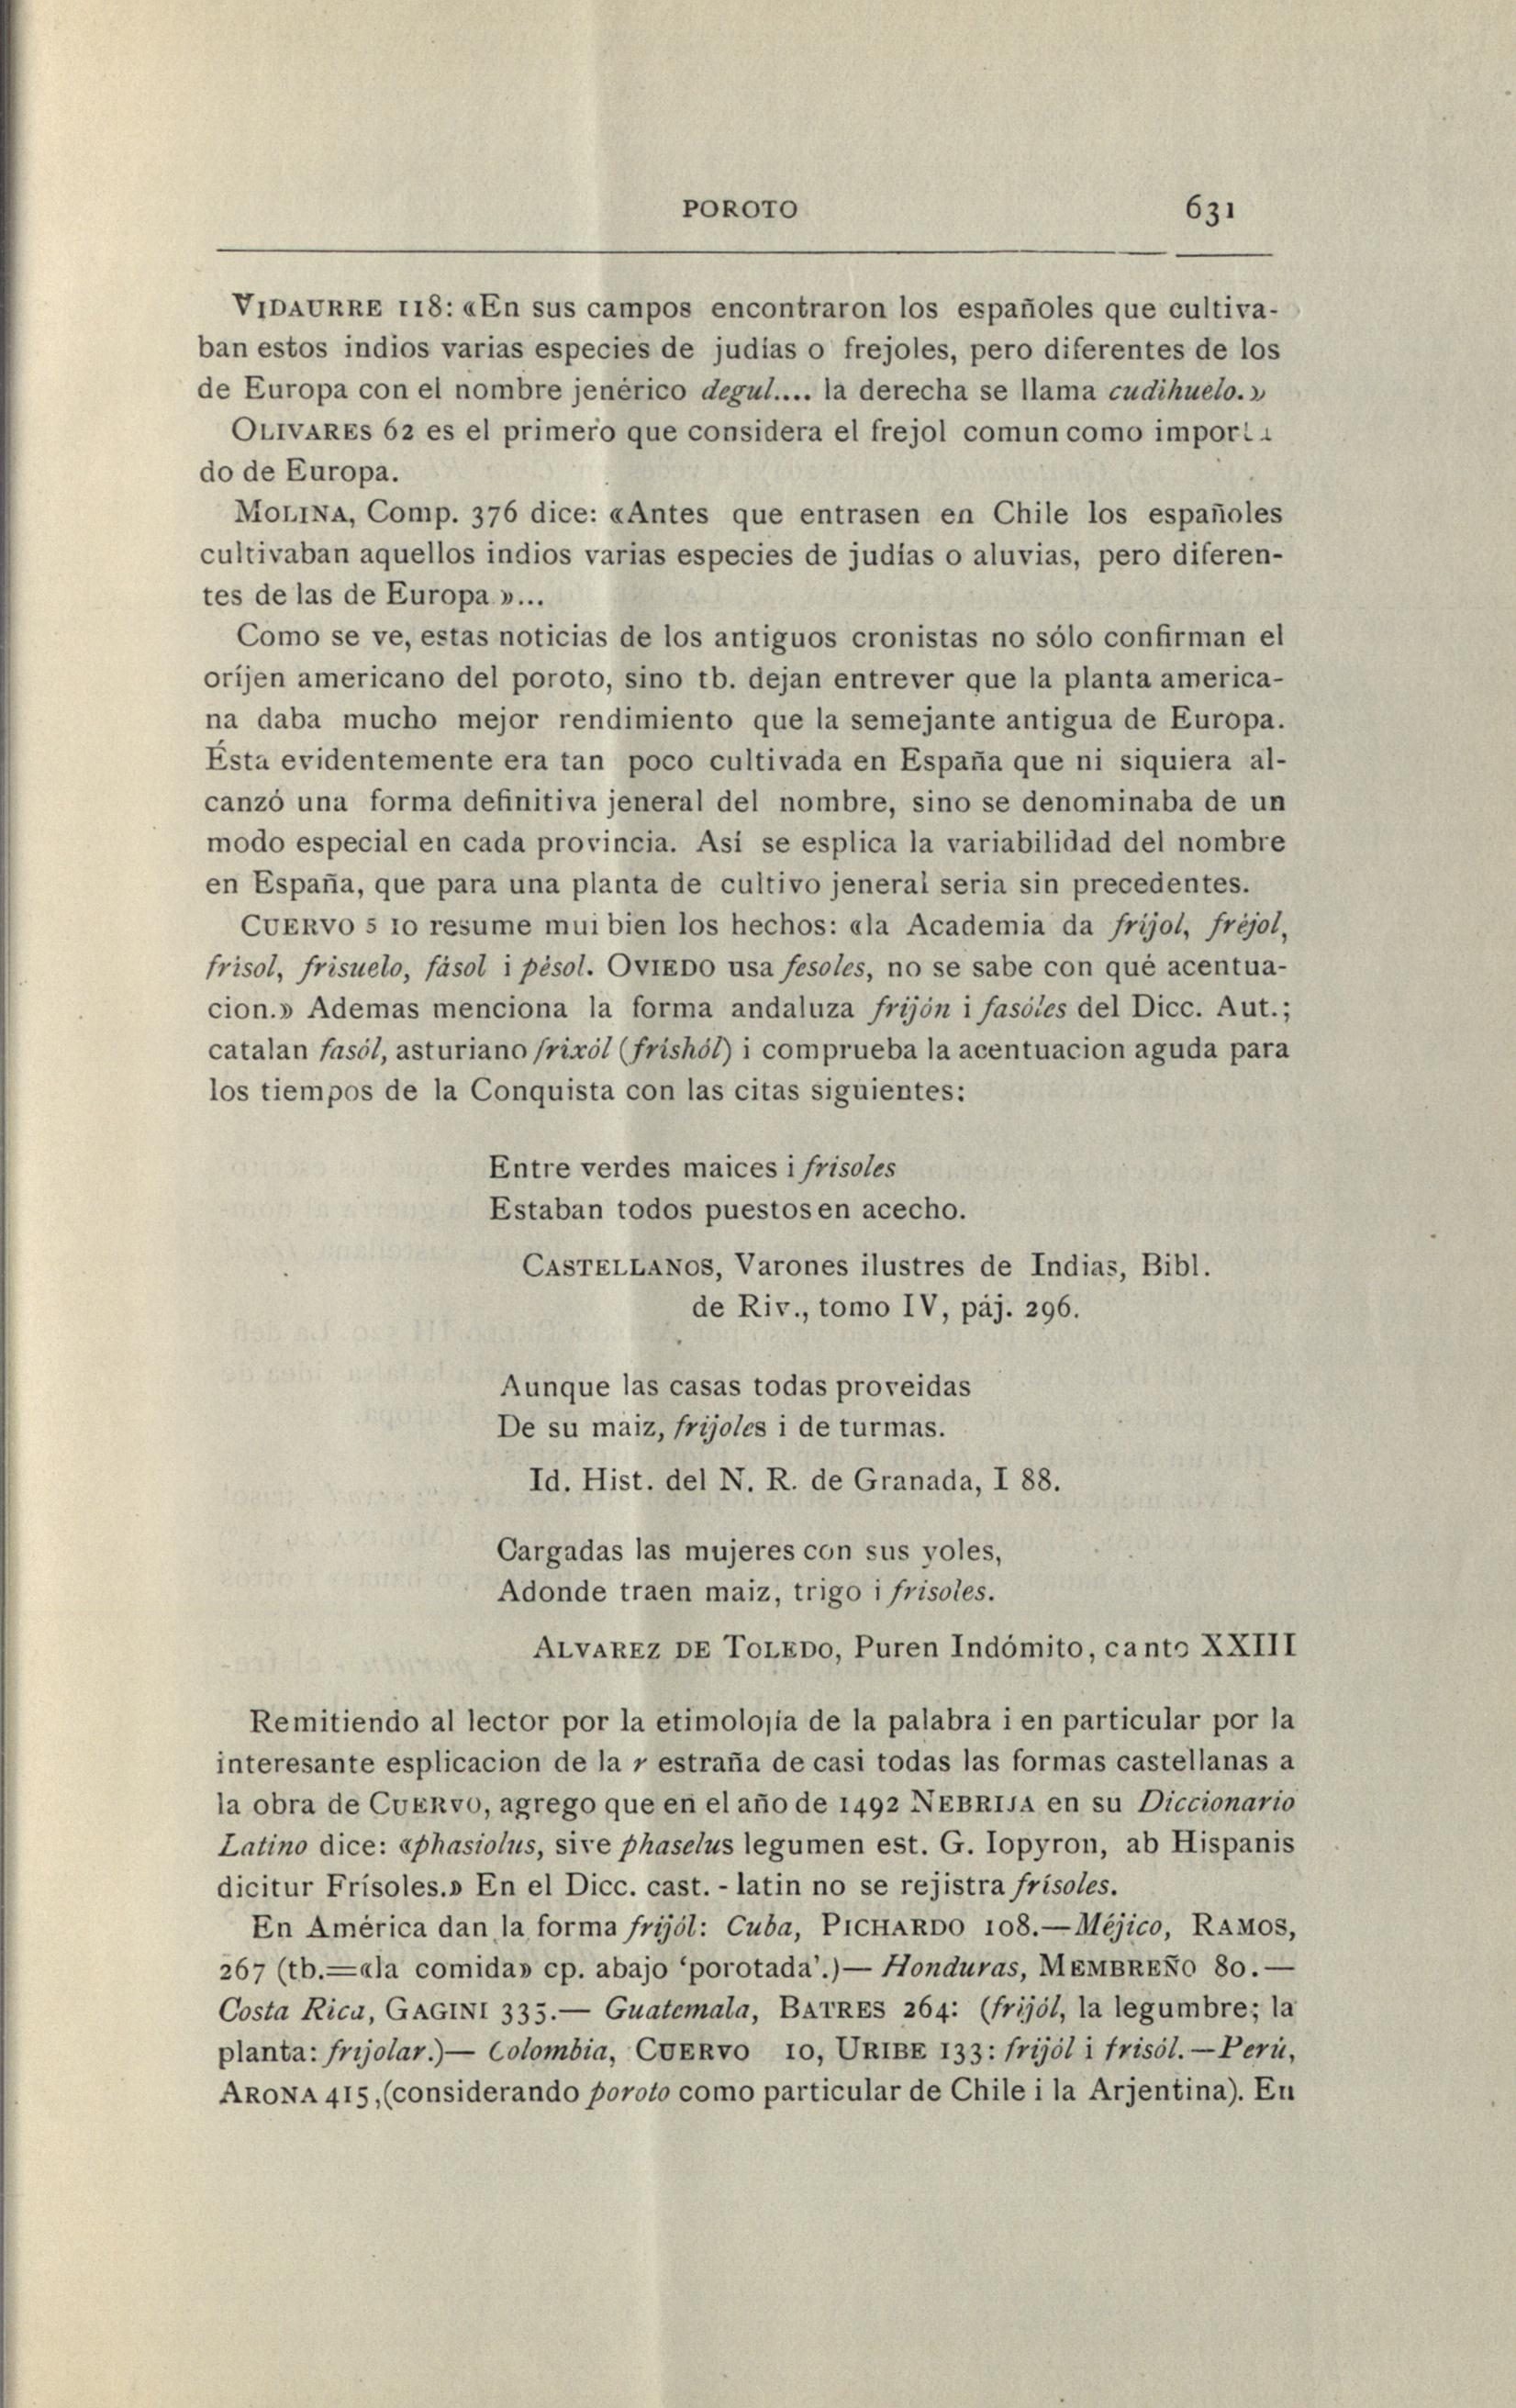 POROTO 631
VIDAURRE 118: «En sus campos encontraron los españoles que cultiva-
ban estos indios varias especies de judías o frejoles, pero diferentes de los
de Europa con el nombre jenérico degul.... la derecha se llama cudihuelo.»
OLIVARES 62 es el primero que considera el frejol comun como importa
do de Europa.
MOLINA, Comp. 376 dice: «Antes que entrasen en Chile los españoles
cultivaban aquellos indios varias especies de judías o aluvias, pero diferen-
tes de las de Europa»...
Como se ve, estas noticias de los antiguos cronistas no sólo confirman el
oríjen americano del poroto, sino tb. dejan entrever que la planta america-
na daba mucho mejor rendimiento que la semejante antigua de Europa.
Ésta evidentemente era tan poco cultivada en España que ni siquiera al-
canzó una forma definitiva jeneral del nombre, sino se denominaba de un
modo especial en cada provincia. Así se esplica la variabilidad del nombre
en España, que para una planta de cultivo jeneral seria sin precedentes.
CUERVO 5 10 resume mui bien los hechos: «la Academia da fríjol, fréjol,
frisol, frisuelo, fásol i pésol. OVIEDO usa fesoles, no se sabe con qué acentua-
cion.» Ademas menciona la forma andaluza frijón i fasóles del Dicc. Aut.;
catalan fasól, asturiano frixól (frishól) i comprueba la acentuacion aguda para
los tiempos de la Conquista con las citas siguientes:
Entre verdes maices i frisoles
Estaban todos puestos en acecho.
CASTELLANOS, Varones ilustres de Indias, Bibl.
de Riv., tomo IV, páj. 296.
Aunque las casas todas proveidas
De su maiz, frijoles i de turmas.
Id. Hist. del N. R. de Granada, I 88.
Cargadas las mujeres con sus voles,
Adonde traen maiz, trigo i frisoles.
ALVAREZ DE TOLEDO, Puren Indómito, canto XXIII
Remitiendo al lector por la etimolojía de la palabra i en particular por la
interesante esplicacion de la r estraña de casi todas las formas castellanas a
la obra de CUERVO, agrego que en el año de 1492 NEBRIJA en su Diccionario
Latino dice: «phasiolus, sive phaselus legumen est. G. Iopyron, ab Hispanis
dicitur Frísoles.» En el Dicc. cast. - latin no se rejistra frísoles.
En América dan la forma frijól: Cuba, PICHARDO 108.—Méjico, RAMOS,
267 (tb.=«la comida» cp. abajo ‘porotada’.)— Honduras, MEMBREÑO 80.—
Costa Rica, GAGINI 335.— Guatemala, BATRES 264: (frijól, la legumbre; la
planta: frijolar.)— Colombia, CUERVO 10, URIBE 133: frijól i frisól.—Perú,
ARONA 415, (considerando poroto como particular de Chile i la Arjentina). En